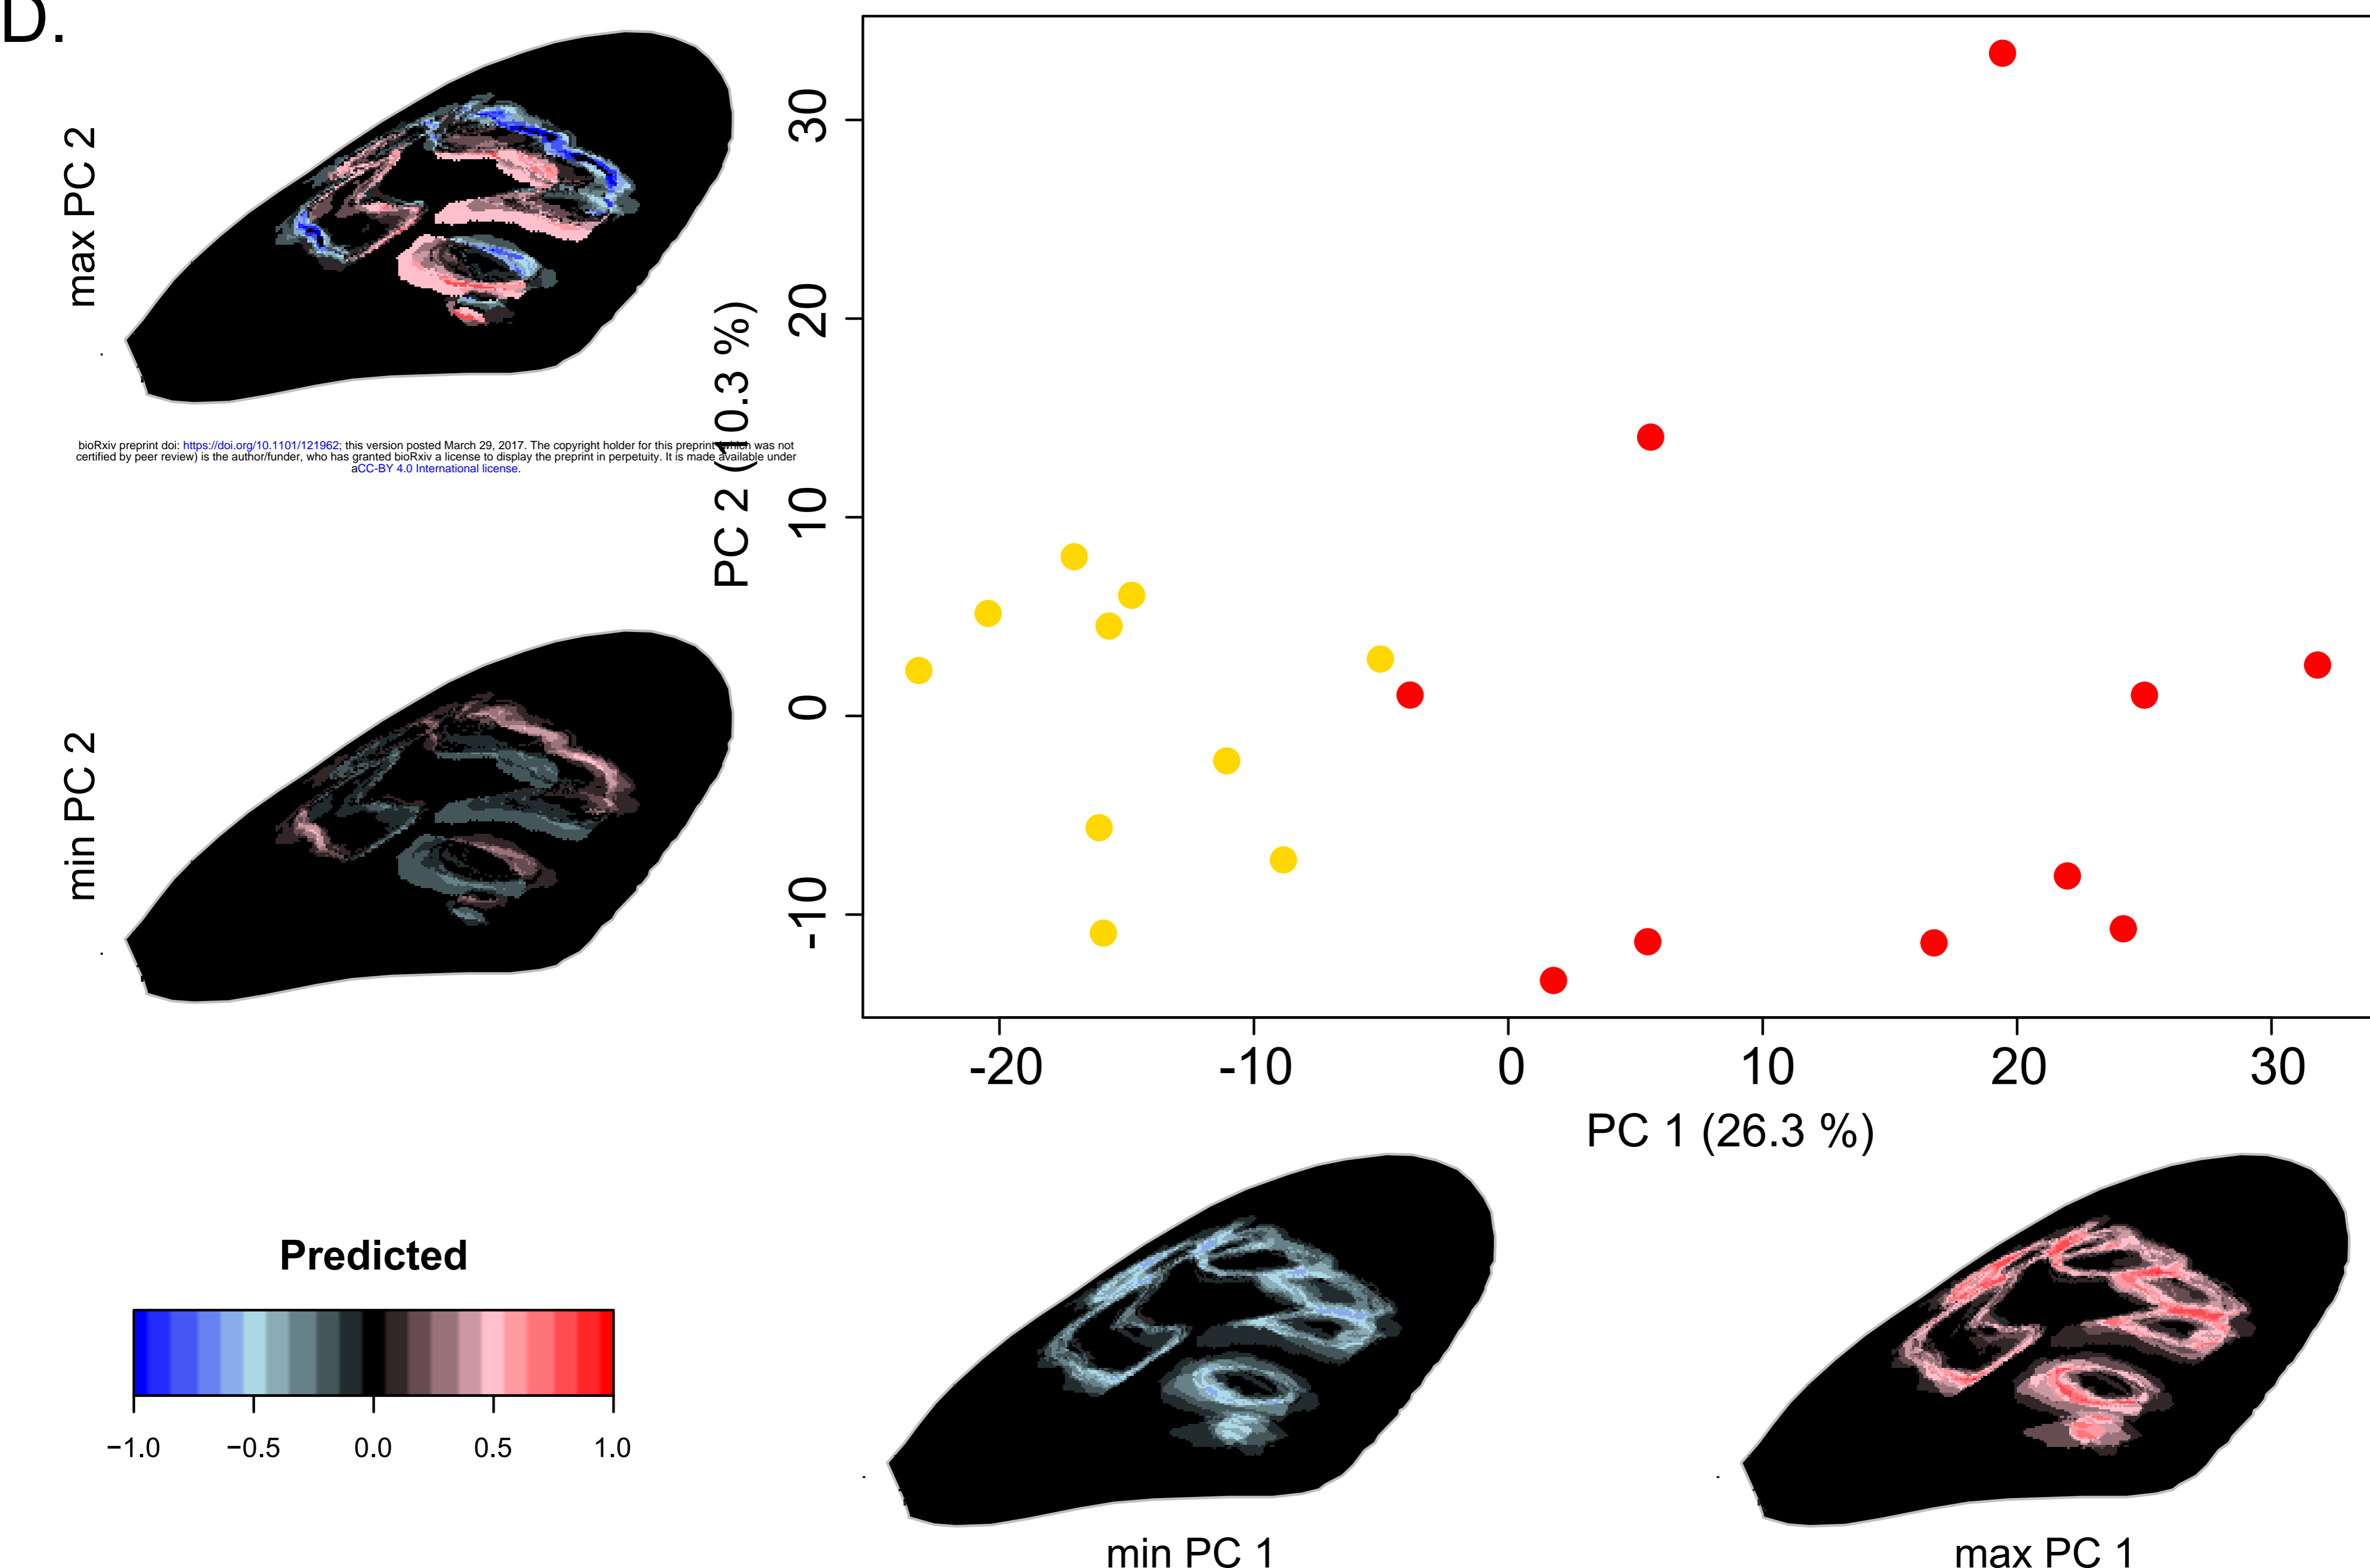 D.
max PC 2
bioRxiv preprint doi: https://doi.org/10.1101/121962; this version posted March 29, 2017. The copyright holder for this preprint (which was not
certified by peer review) is the author/funder, who has granted bioRxiv a license to display the preprint in perpetuity. It is made available under
aCC-BY 4.0 International license.
min PC 2
PC 2 (10.3 %)
30
20
10
0
-10
-20
-10
0
10
20
30
PC 1 (26.3 %)
Predicted
−1.0
−0.5
0.0
0.5
1.0
min PC 1
max PC 1